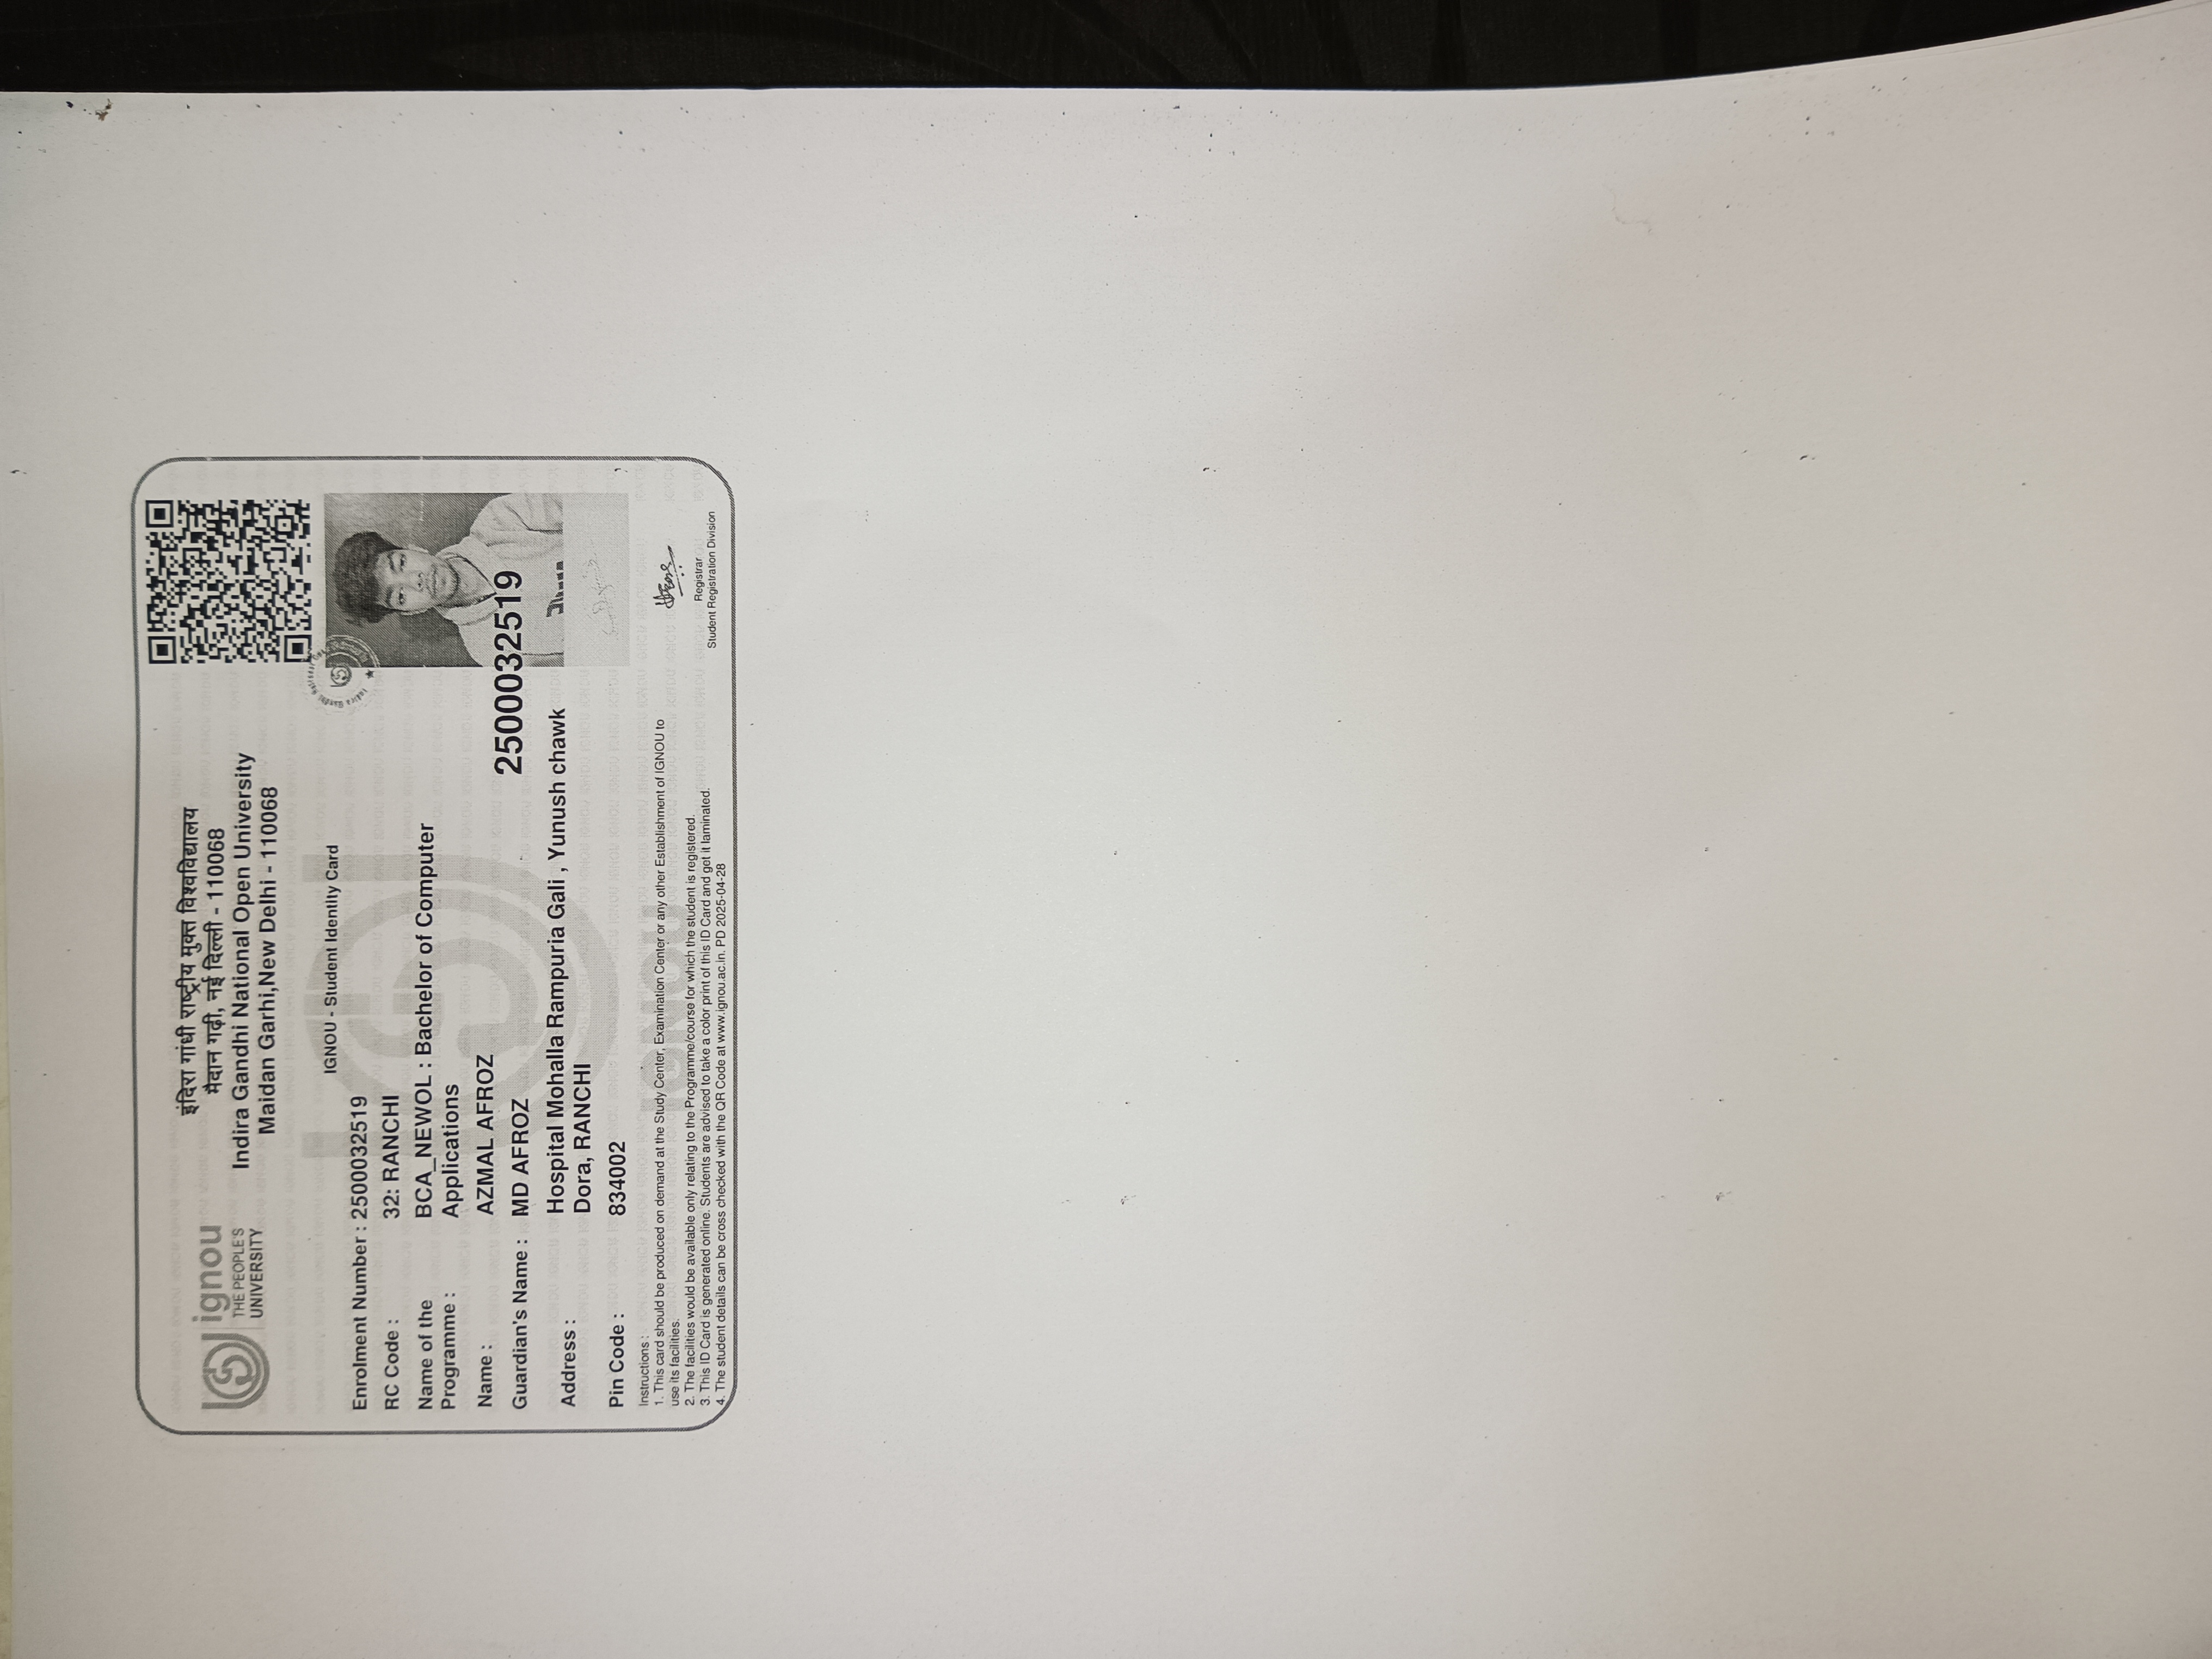 ignou
THE PEOPLE'S
UNIVERSITY
इंदिरा गांधी राष्ट्रीय मुक्त विश्वविद्यालय
मैदान गढ़ी, नई दिल्ली - 110068
Indira Gandhi National Open University
Maidan Garhi,New Delhi - 110068
IGNOU - Student Identity Card
Enrolment Number : 2500032519
RC Code : 32: RANCHI
Name of the Programme : BCA_NEWOL : Bachelor of Computer Applications
Name : AZMAL AFROZ
Guardian's Name : MD AFROZ
2500032519
Address : Hospital Mohalla Rampuria Gali , Yunush chawk
Dora, RANCHI
Pin Code : 834002
Instructions :
1. This card should be produced on demand at the Study Center, Examination Center or any other Establishment of IGNOU to
use its facilities.
2. The facilities would be available only relating to the Programme/course for which the student is registered.
3. This ID Card is generated online. Students are advised to take a color print of this ID Card and get it laminated.
4. The student details can be cross checked with the QR Code at www.ignou.ac.in. PD 2025-04-28
Registrar
Student Registration Division